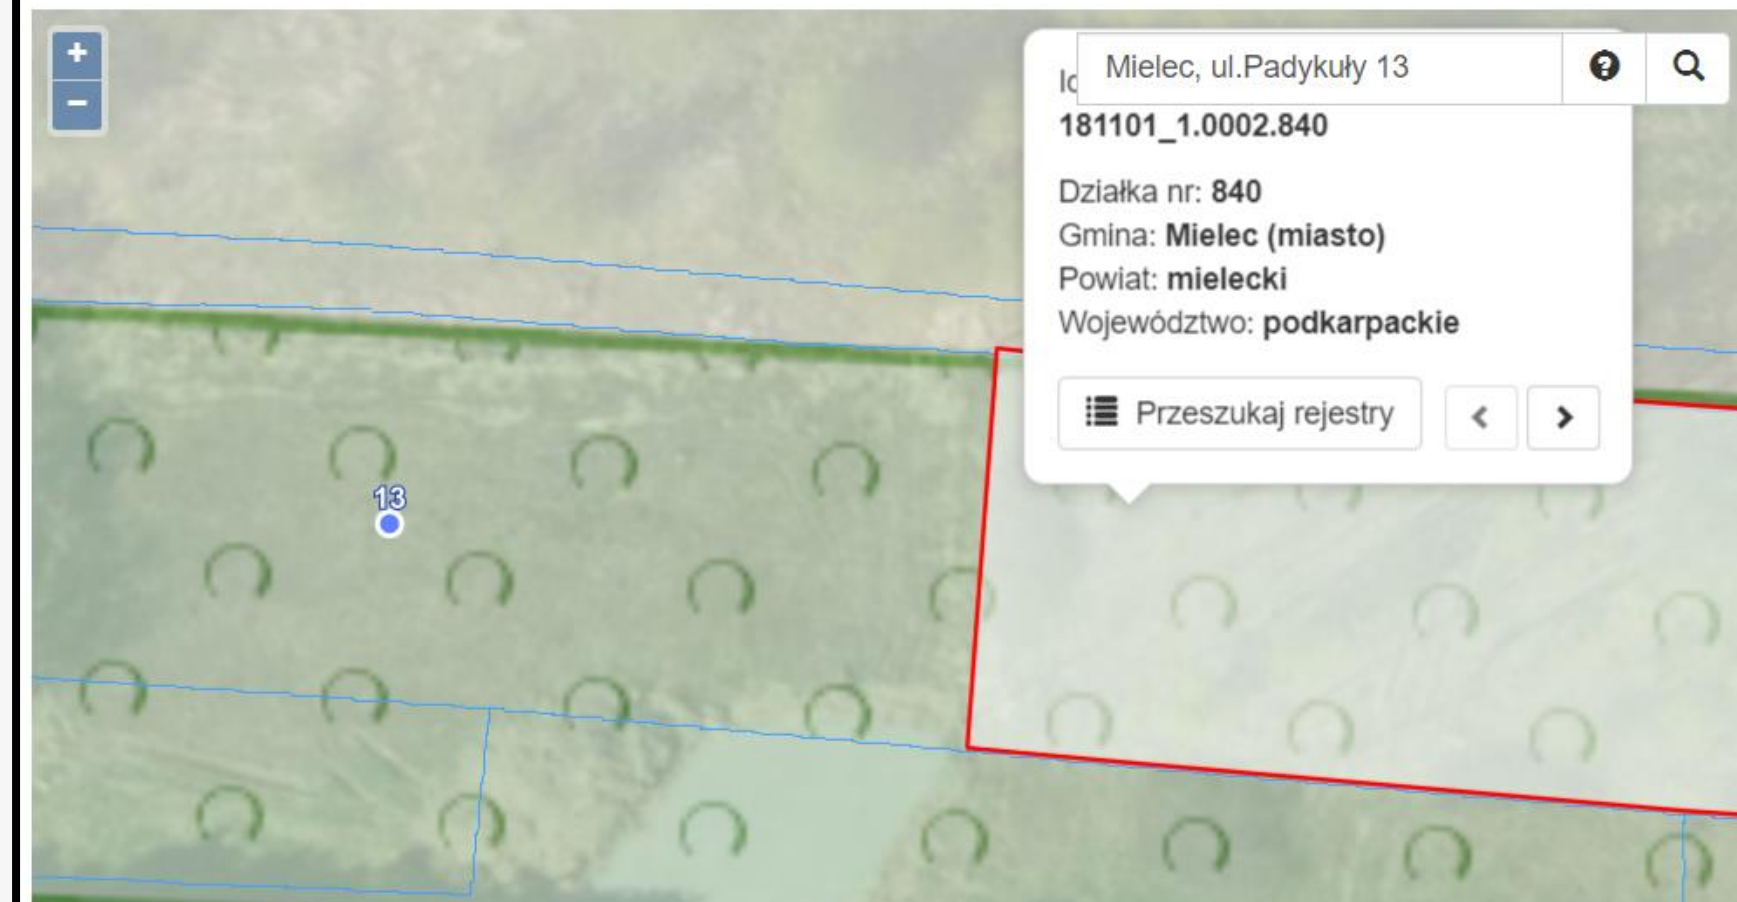 +
−
Mielec, ul.Padykuły 13
181101_1.0002.840
Działka nr: 840
Gmina: Mielec (miasto)
Powiat: mielecki
Województwo: podkarpackie
Przeszukaj rejestry
13